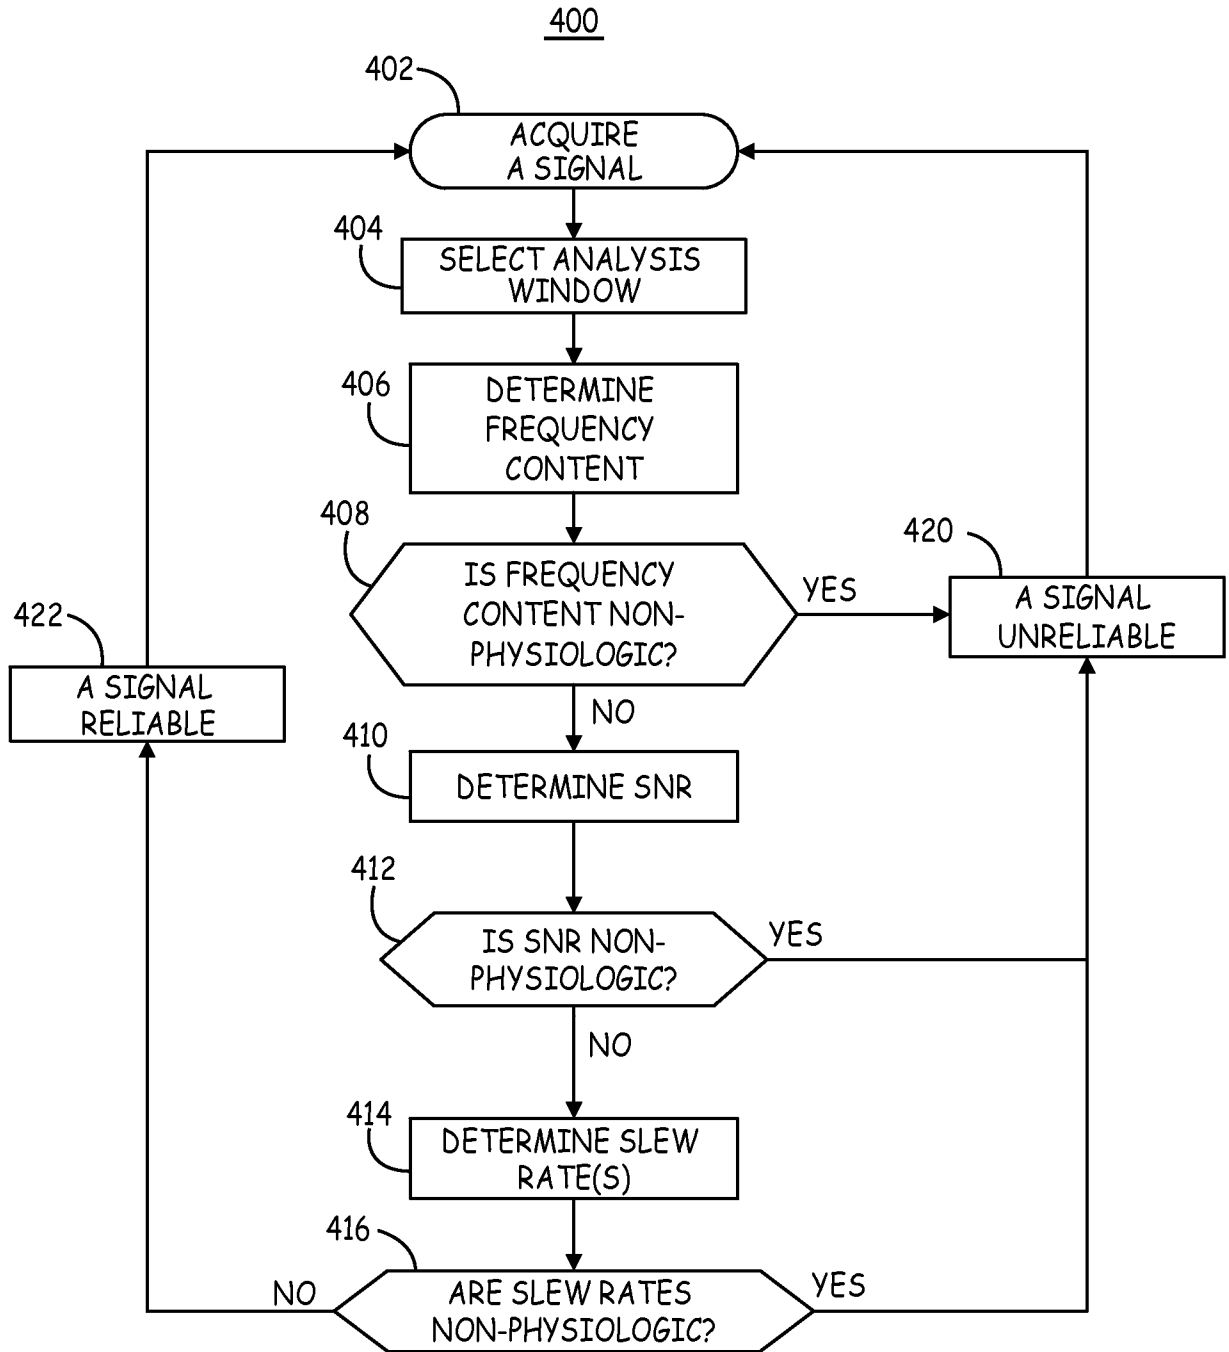 400
402
ACQUIRE
A SIGNAL
404
SELECT ANALYSIS
WINDOW
406
DETERMINE
FREQUENCY
CONTENT
408
IS FREQUENCY
CONTENT NON-
PHYSIOLOGIC?
YES
420
A SIGNAL
UNRELIABLE
422
A SIGNAL
RELIABLE
NO
410
DETERMINE SNR
412
IS SNR NON-
PHYSIOLOGIC?
YES
NO
414
DETERMINE SLEW
RATE(S)
416
ARE SLEW RATES
NON-PHYSIOLOGIC?
NO
YES